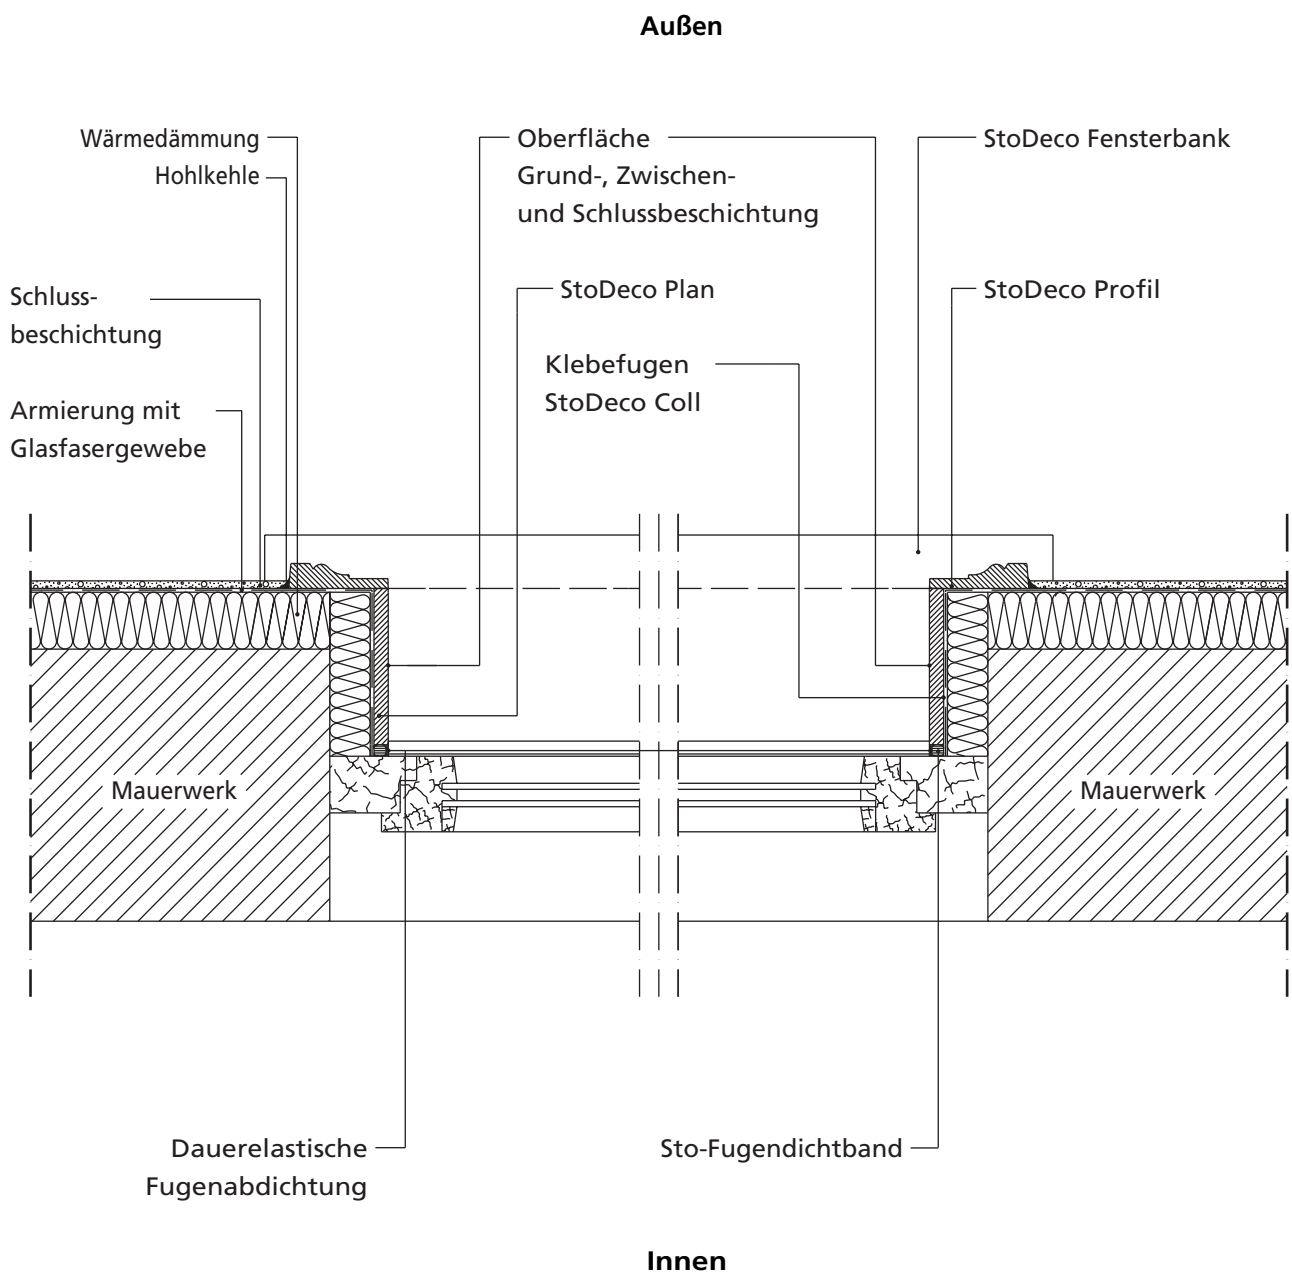 Außen
Wärmedämmung
Hohlkehle
Oberfläche
Grund-, Zwischen-
und Schlussbeschichtung
StoDeco Fensterbank
Schluss-
beschichtung
StoDeco Plan
StoDeco Profil
Klebefugen
StoDeco Coll
Armierung mit
Glasfasergewebe
Mauerwerk
Mauerwerk
Dauerelastische
Fugenabdichtung
Sto-Fugendichtband
Innen